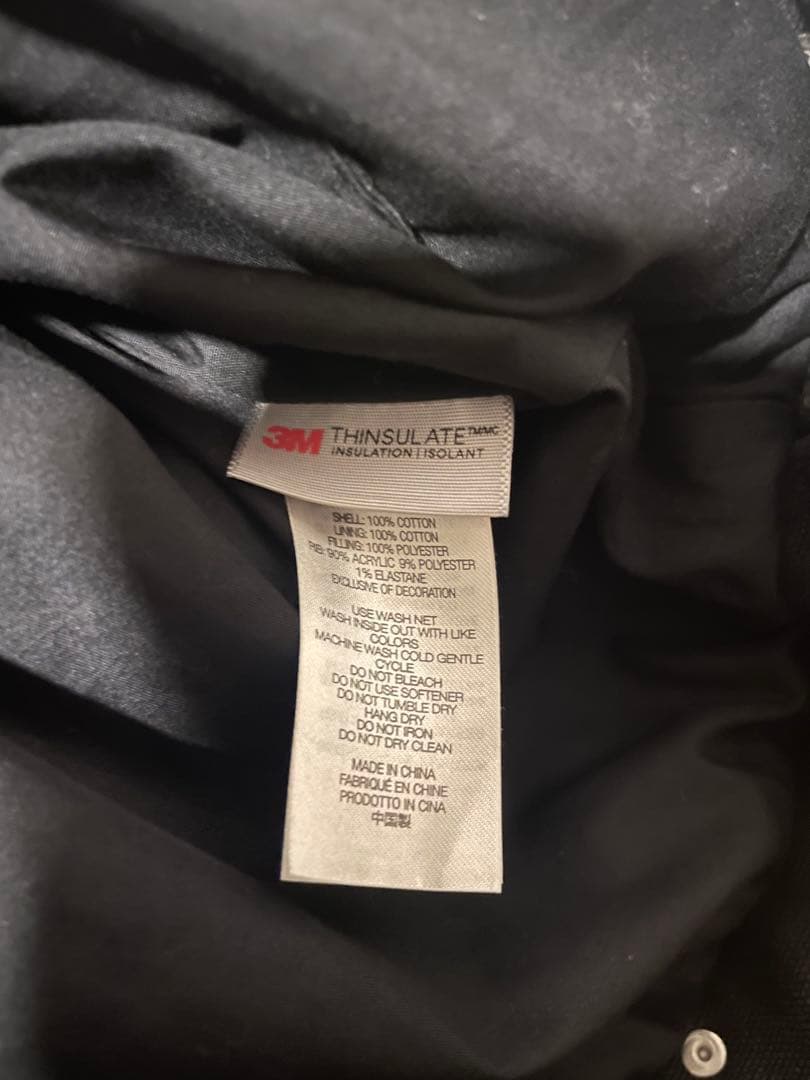 3M THINSULATE™/MC
INSULATION | ISOLANT
SHELL: 100% COTTON
LINING: 100% COTTON
FILLING: 100% POLYESTER
RIB: 90% ACRYLIC 9% POLYESTER
1% ELASTANE
EXCLUSIVE OF DECORATION
USE WASH NET
WASH INSIDE OUT WITH LIKE
COLORS
MACHINE WASH COLD GENTLE
CYCLE
DO NOT BLEACH
DO NOT USE SOFTENER
DO NOT TUMBLE DRY
HANG DRY
DO NOT IRON
DO NOT DRY CLEAN
MADE IN CHINA
FABRIQUÉ EN CHINE
PRODOTTO IN CINA
中国製